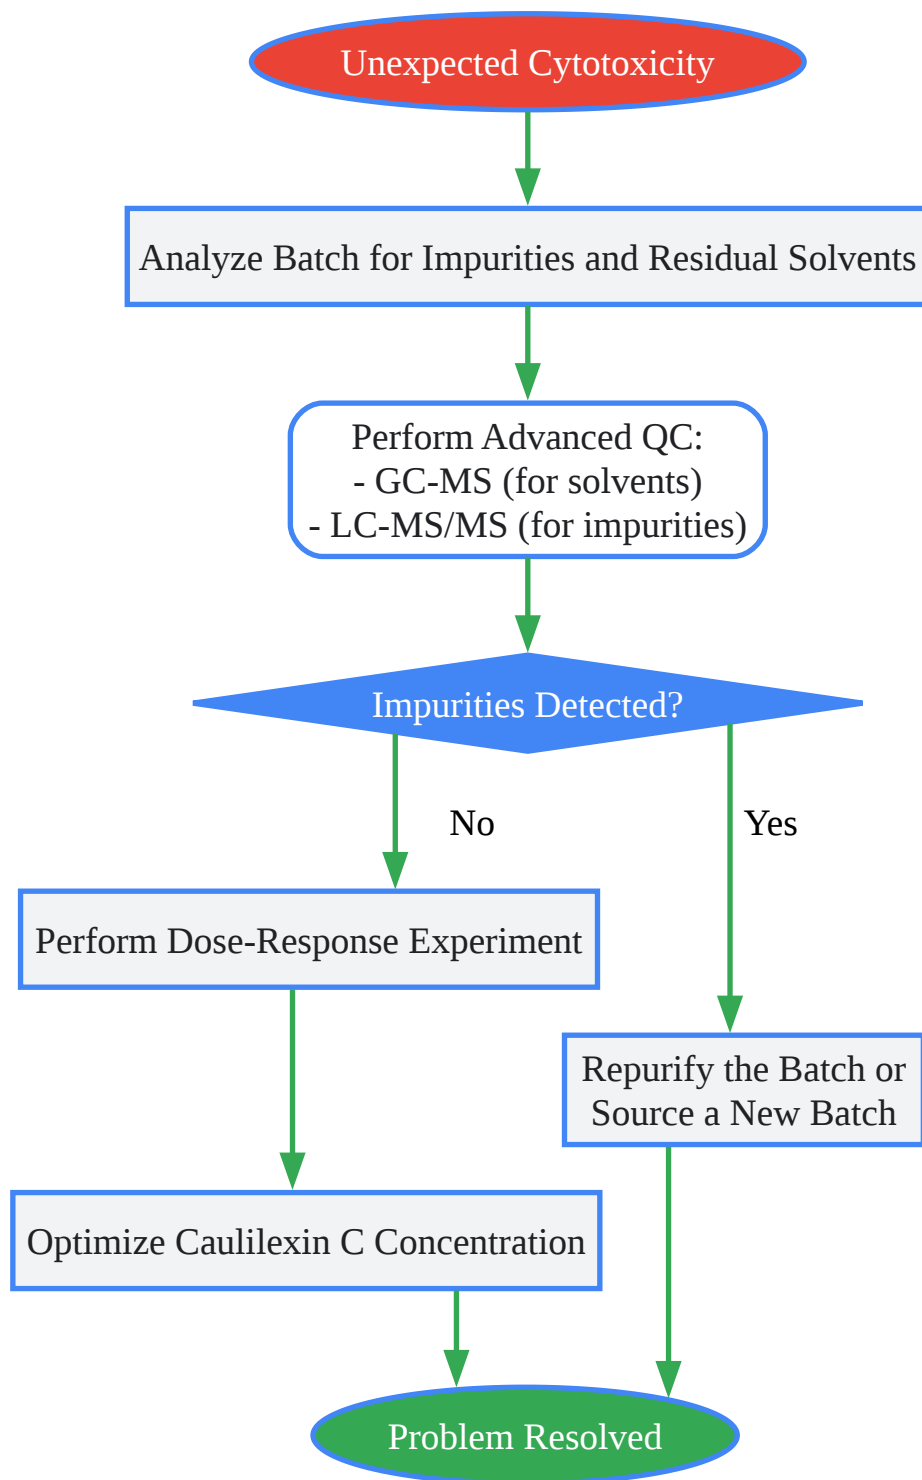 Unexpected Cytotoxicity
Analyze Batch for Impurities and Residual Solvents
Perform Advanced QC:
- GC-MS (for solvents)
- LC-MS/MS (for impurities)
Impurities Detected?
No
Yes
Perform Dose-Response Experiment
Repurify the Batch or
Source a New Batch
Optimize Caulilexin C Concentration
Problem Resolved